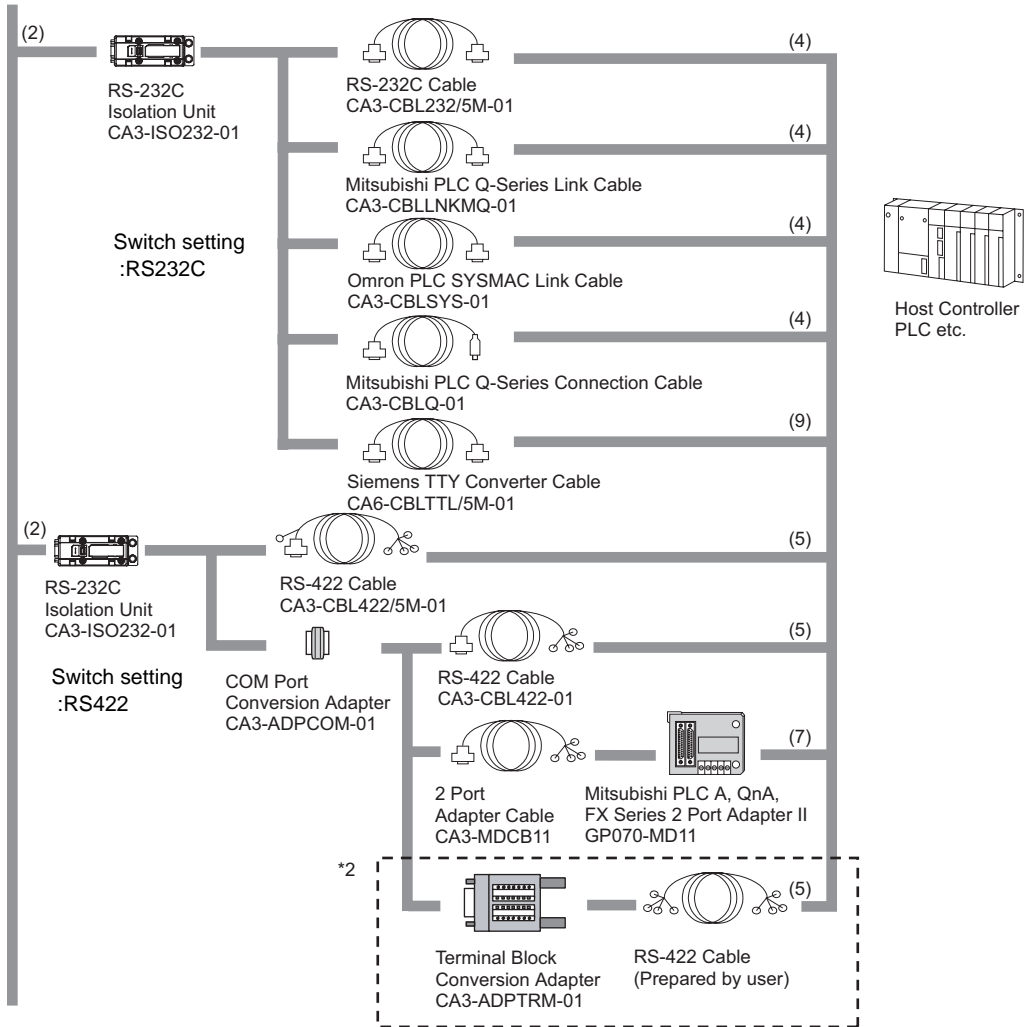 (2)
RS-232C
Isolation Unit
CA3-ISO232-01
Switch setting
:RS232C
(4)
RS-232C Cable
CA3-CBL232/5M-01
(4)
Mitsubishi PLC Q-Series Link Cable
CA3-CBLLNKMQ-01
(4)
Omron PLC SYSMAC Link Cable
CA3-CBLSYS-01
(4)
Mitsubishi PLC Q-Series Connection Cable
CA3-CBLQ-01
(9)
Siemens TTY Converter Cable
CA6-CBLTTL/5M-01
Host Controller
PLC etc.
(2)
RS-232C
Isolation Unit
CA3-ISO232-01
Switch setting
:RS422
(5)
RS-422 Cable
CA3-CBL422/5M-01
COM Port
Conversion Adapter
CA3-ADPCOM-01
(5)
RS-422 Cable
CA3-CBL422-01
(7)
2 Port
Adapter Cable
CA3-MDCB11
Mitsubishi PLC A, QnA,
FX Series 2 Port Adapter II
GP070-MD11
*2
(5)
Terminal Block
Conversion Adapter
CA3-ADPTRM-01
RS-422 Cable
(Prepared by user)